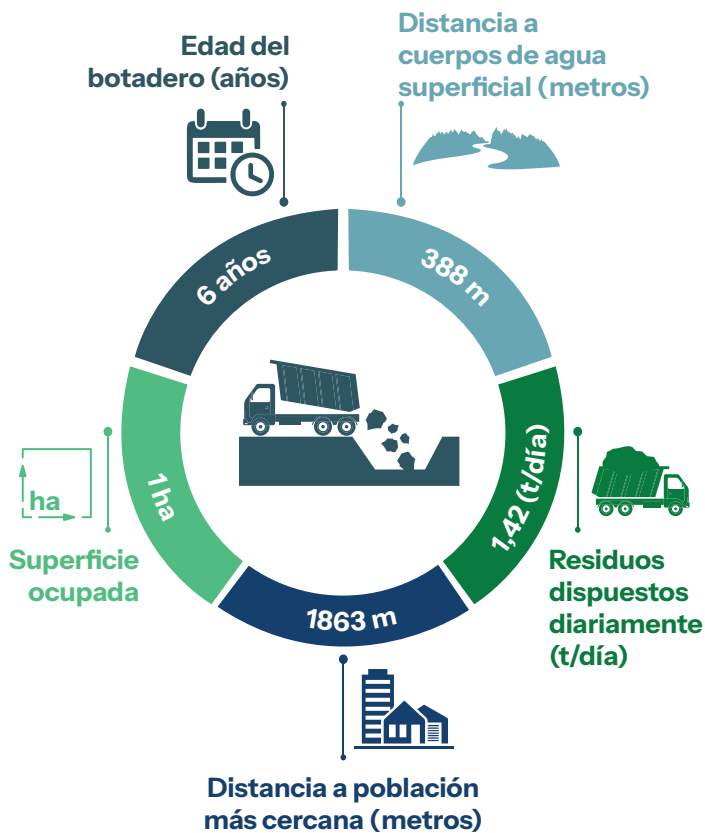 Edad del
botadero (años)
Distancia a
cuerpos de agua
superficial (metros)
6 años
388 m
1 ha
1,42 (t/día)
1863 m
ha
Superficie
ocupada
Residuos
dispuestos
diariamente
(t/día)
Distancia a población
más cercana (metros)